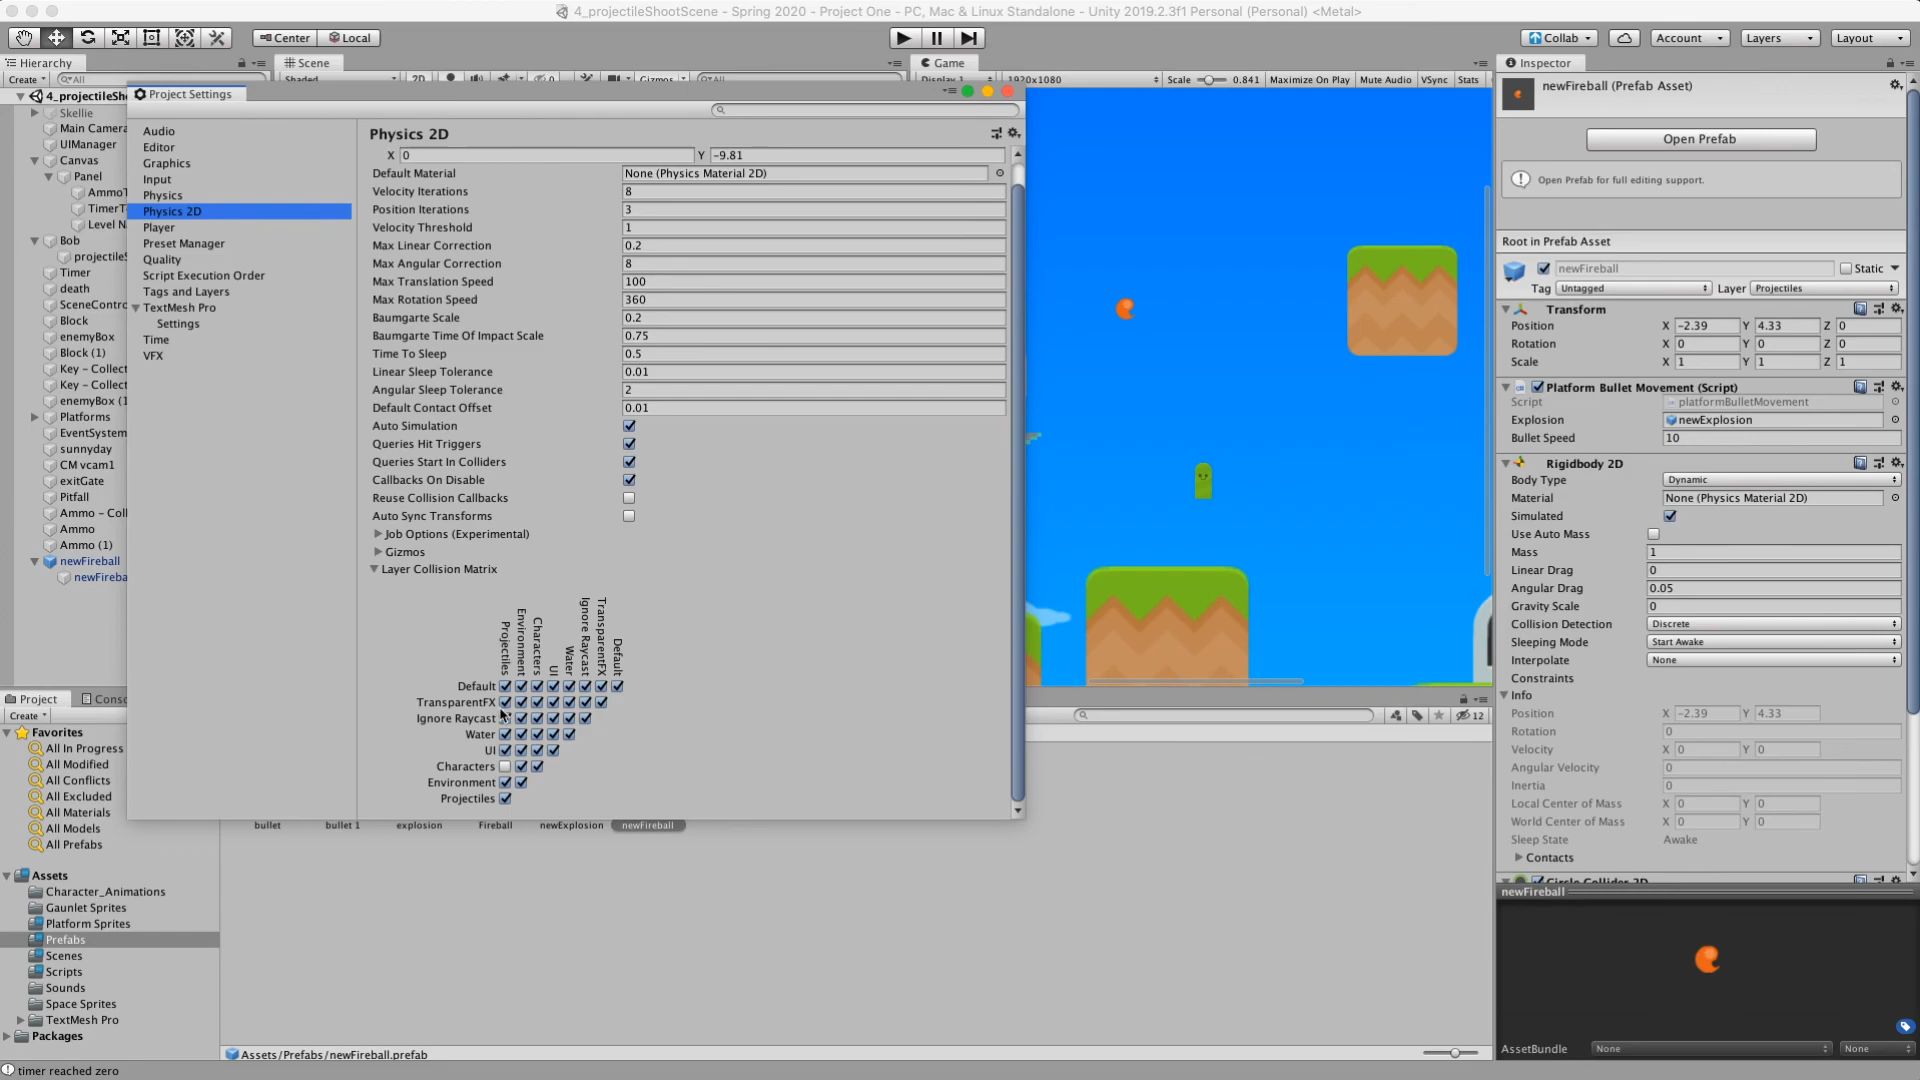 4_projectileShootScene - Spring 2020 - Project One - PC, Mac & Linux Standalone - Unity 2019.2.3f1 Personal (Personal) <Metal>
Center Local
Collab Account Layers Layout
Hierarchy Scene Game Inspector
Create All
Shaded 2D Gizmos All
Display 1 1920x1080 Scale 0.841 Maximize On Play Mute Audio VSync Stats
4_projectileSho
Skellie
Main Camera
UIManager
Canvas
Panel
AmmoT
TimerT
Level N
Bob
projectileS
Timer
death
SceneContro
Block
enemyBox
Block (1)
Key - Collect
Key - Collect
enemyBox (1
Platforms
EventSystem
sunnyday
CM vcam1
exitGate
Pitfall
Ammo - Coll
Ammo
Ammo (1)
newFireball
newFireba
Project Settings
Audio
Editor
Graphics
Input
Physics
Physics 2D
Player
Preset Manager
Quality
Script Execution Order
Tags and Layers
TextMesh Pro
Settings
Time
VFX
Physics 2D
X 0 Y -9.81
Default Material None (Physics Material 2D)
Velocity Iterations 8
Position Iterations 3
Velocity Threshold 1
Max Linear Correction 0.2
Max Angular Correction 8
Max Translation Speed 100
Max Rotation Speed 360
Baumgarte Scale 0.2
Baumgarte Time Of Impact Scale 0.75
Time To Sleep 0.5
Linear Sleep Tolerance 0.01
Angular Sleep Tolerance 2
Default Contact Offset 0.01
Auto Simulation
Queries Hit Triggers
Queries Start In Colliders
Callbacks On Disable
Reuse Collision Callbacks
Auto Sync Transforms
Job Options (Experimental)
Gizmos
Layer Collision Matrix
Projectiles
Environment
Characters
UI
Water
Ignore Raycast
TransparentFX
Default
Default
TransparentFX
Ignore Raycast
Water
UI
Characters
Environment
Projectiles
newFireball (Prefab Asset)
Open Prefab
Open Prefab for full editing support.
Root in Prefab Asset
newFireball Static
Tag Untagged Layer Projectiles
Transform
Position X -2.39 Y 4.33 Z 0
Rotation X 0 Y 0 Z 0
Scale X 1 Y 1 Z 1
Platform Bullet Movement (Script)
Script platformBulletMovement
Explosion newExplosion
Bullet Speed 10
Rigidbody 2D
Body Type Dynamic
Material None (Physics Material 2D)
Simulated
Use Auto Mass
Mass 1
Linear Drag 0
Angular Drag 0.05
Gravity Scale 0
Collision Detection Discrete
Sleeping Mode Start Awake
Interpolate None
Constraints
Info
Position X -2.39 Y 4.33
Rotation 0
Velocity X 0 Y 0
Angular Velocity 0
Inertia 0
Local Center of Mass X 0 Y 0
World Center of Mass X 0 Y 0
Sleep State Awake
Contacts
Circle Collider 2D
newFireball
AssetBundle None None
Project Conso
Create
12
Favorites
All In Progress
All Modified
All Conflicts
All Excluded
All Materials
All Models
All Prefabs
Assets
Character_Animations
Gaunlet Sprites
Platform Sprites
Prefabs
Scenes
Scripts
Sounds
Space Sprites
TextMesh Pro
Packages
bullet bullet 1 explosion Fireball newExplosion newFireball
Assets/Prefabs/newFireball.prefab
timer reached zero